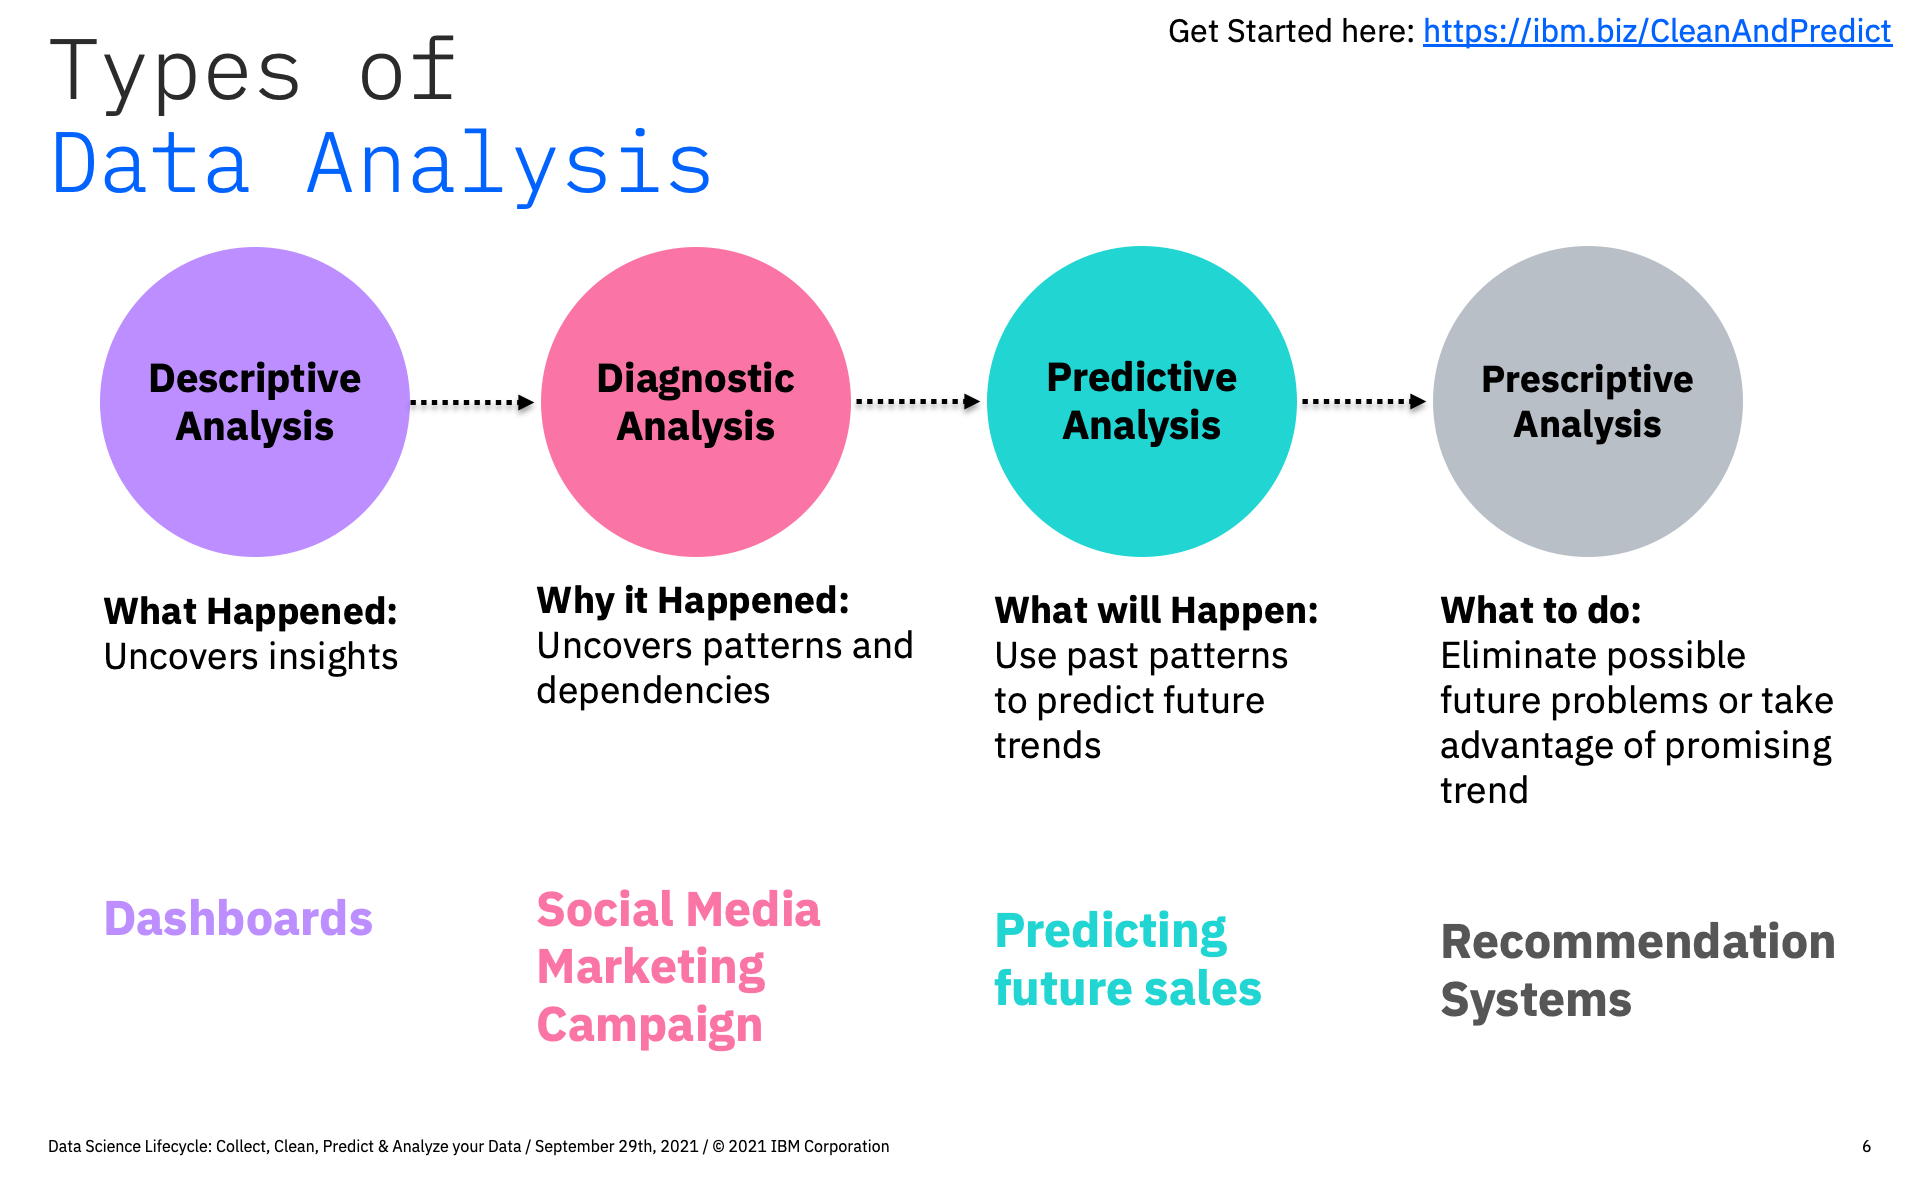 Get Started here: https://ibm.biz/CleanAndPredict
Types of
Data Analysis
Descriptive
Analysis
Diagnostic
Analysis
Predictive
Analysis
Prescriptive
Analysis
What Happened:
Uncovers insights
Why it Happened:
Uncovers patterns and
dependencies
What will Happen:
Use past patterns
to predict future
trends
What to do:
Eliminate possible
future problems or take
advantage of promising
trend
Dashboards
Social Media
Marketing
Campaign
Predicting
future sales
Recommendation
Systems
Data Science Lifecycle: Collect, Clean, Predict & Analyze your Data / September 29th, 2021 / © 2021 IBM Corporation
6